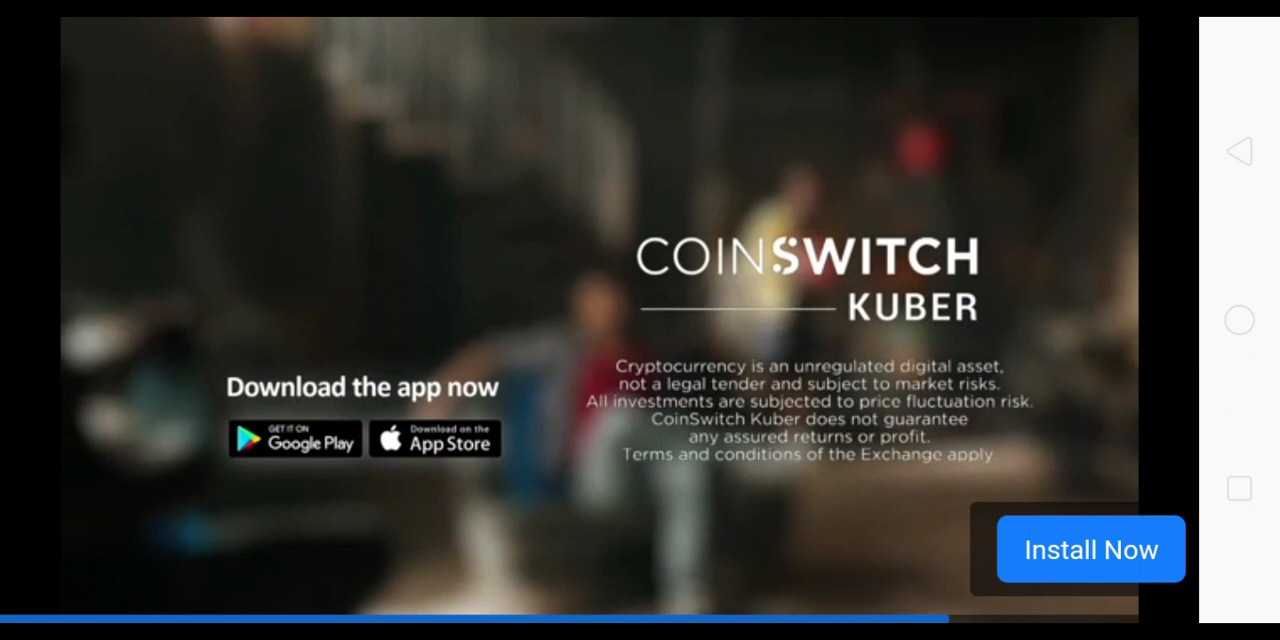 COINSWITCH
KUBER
Cryptocurrency is an unregulated digital asset,
not a legal tender and subject to market risks.
All investments are subjected to price fluctuation risk.
CoinSwitch Kuber does not guarantee
any assured returns or profit.
Terms and conditions of the Exchange apply.
Download the app now
GET IT ON
Google Play
Download on the
App Store
Install Now